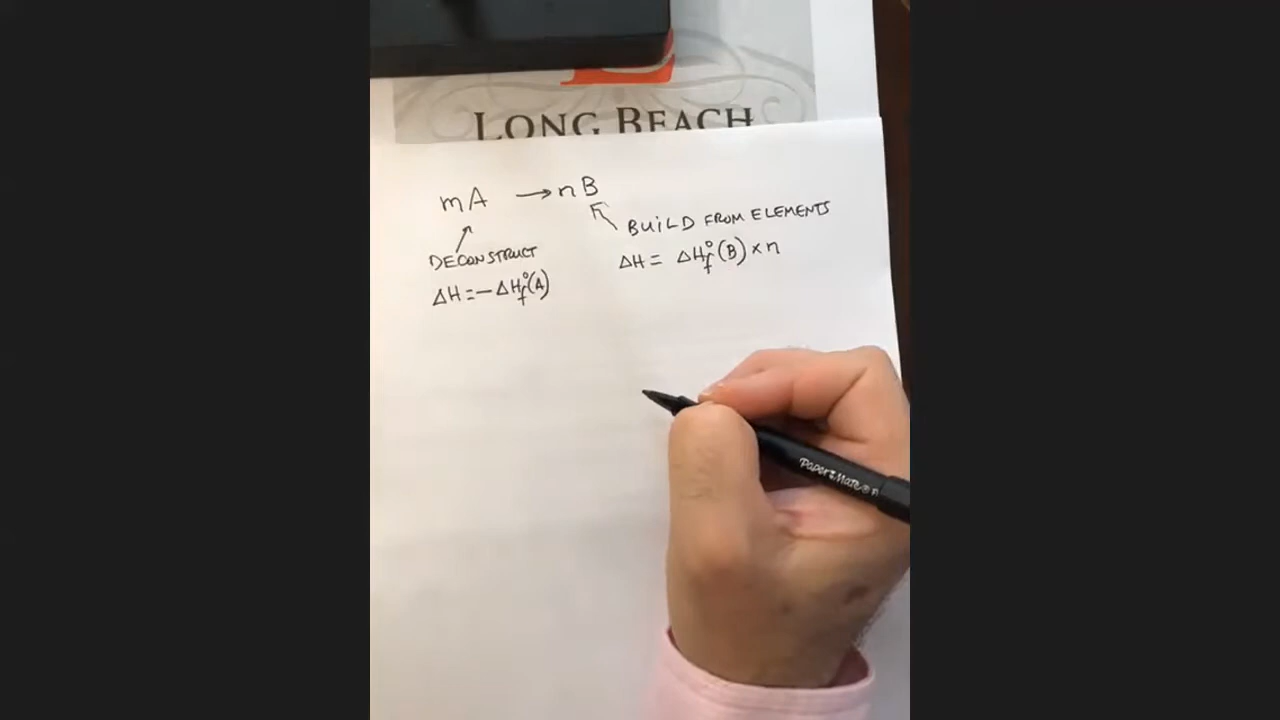 LONG BEACH
mA → nB
BUILD FROM ELEMENTS
DECONSTRUCT
ΔH = ΔH°f (B) × n
ΔH = −ΔH°f (A)
PAPER MATE®